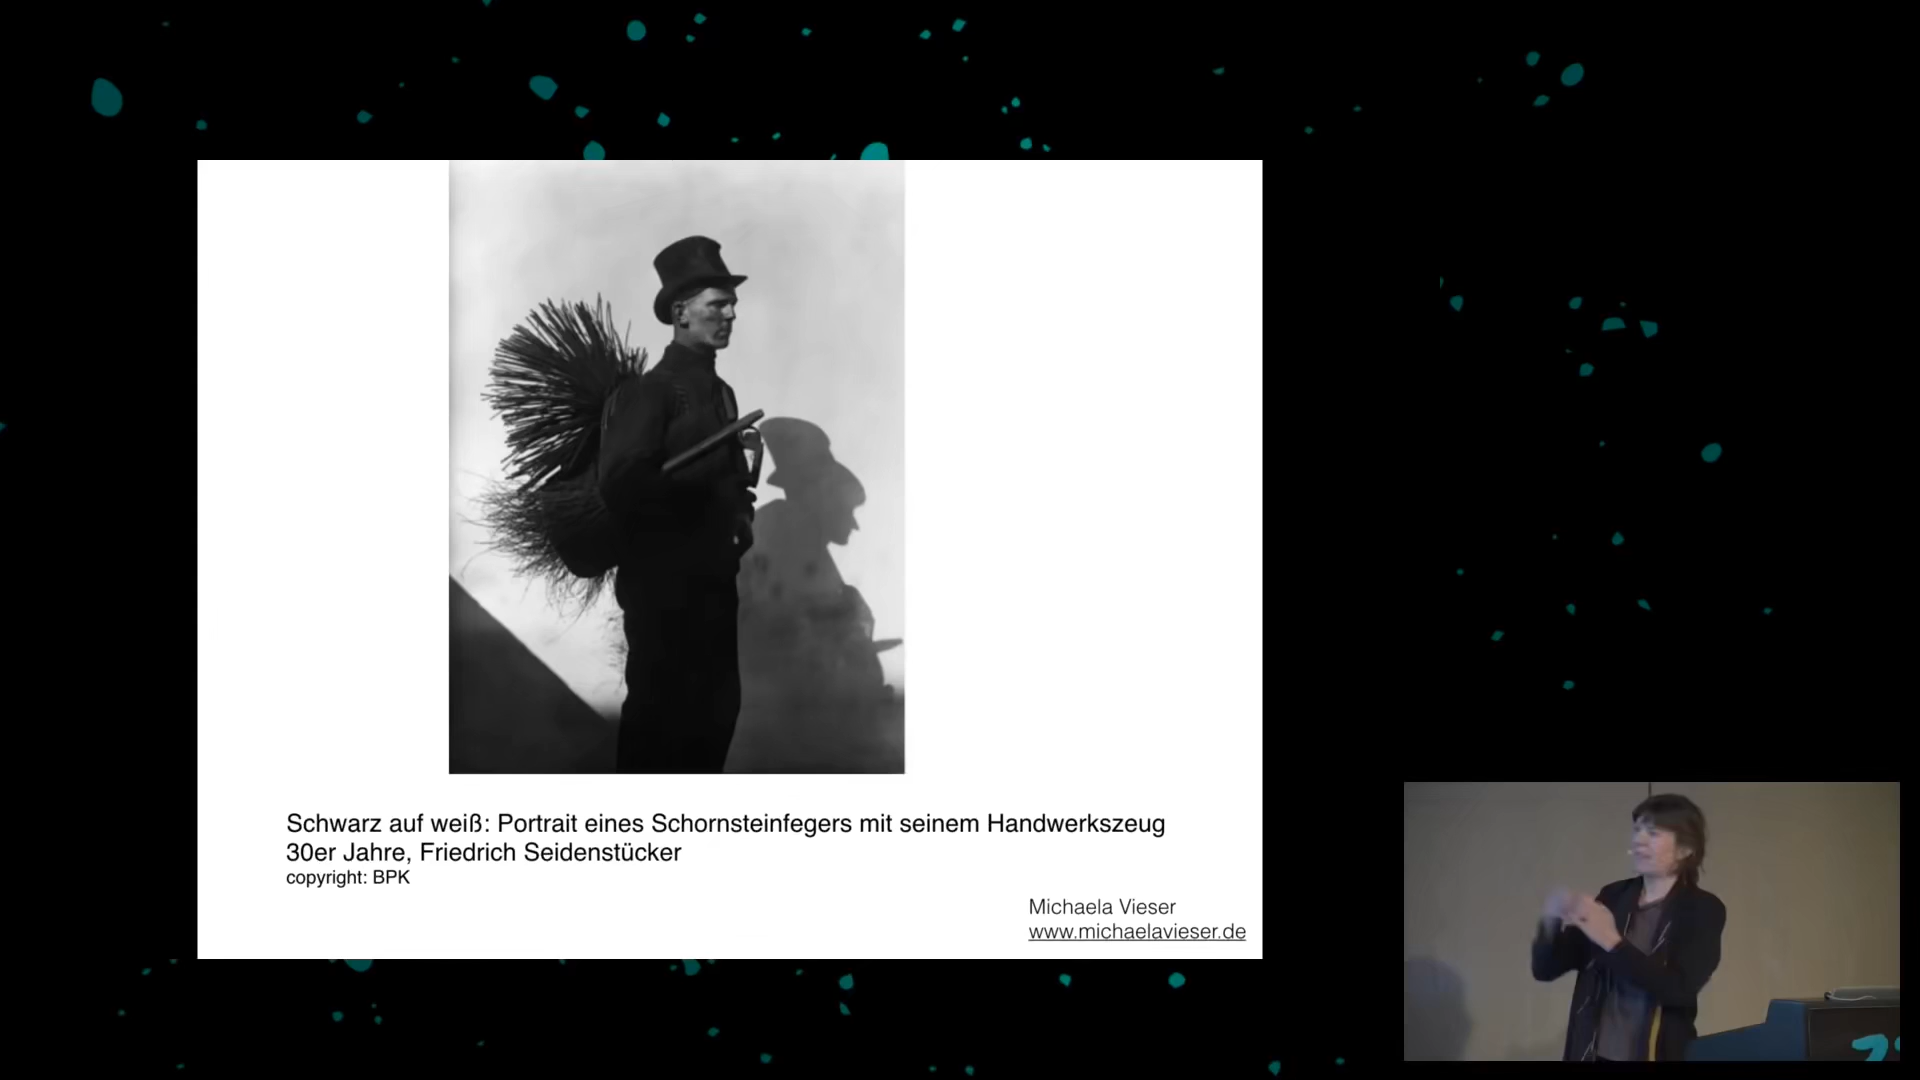 Schwarz auf weiß: Portrait eines Schornsteinfegers mit seinem Handwerkszeug
30er Jahre, Friedrich Seidenstücker
copyright: BPK
Michaela Vieser
www.michaelavieser.de